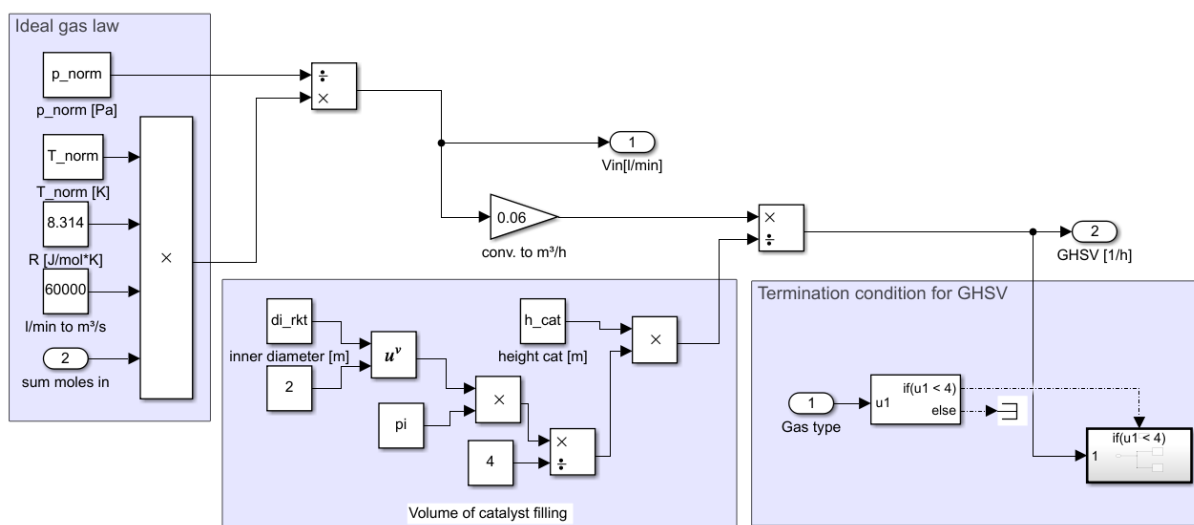 Ideal gas law
p_norm
p_norm [Pa]
÷
×
T_norm
T_norm [K]
8.314
R [J/mol*K]
60000
l/min to m³/s
2
sum moles in
×
1
Vin[l/min]
0.06
conv. to m³/h
×
÷
2
GHSV [1/h]
di_rkt
inner diameter [m]
2
u^v
h_cat
height cat [m]
×
pi
×
4
×
÷
Volume of catalyst filling
Termination condition for GHSV
1
Gas type
u1
if(u1 < 4)
else
if(u1 < 4)
1